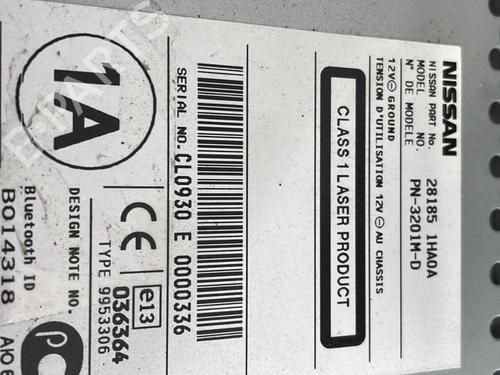 NISSAN
NISSAN PART No. 28185 1HA0A
MODEL NO. PN-3201M-D
N° DE MODELE
12V⊖ GROUND
TENSION D'UTILISATION 12V ⊖ AU CHASSIS
CLASS 1 LASER PRODUCT
SERIAL NO. CL0930 E 0000336
1A
e13
036364
TYPE 9953306
DESIGN NOTE NO.
Bluetooth ID
B014318
B-PARTS